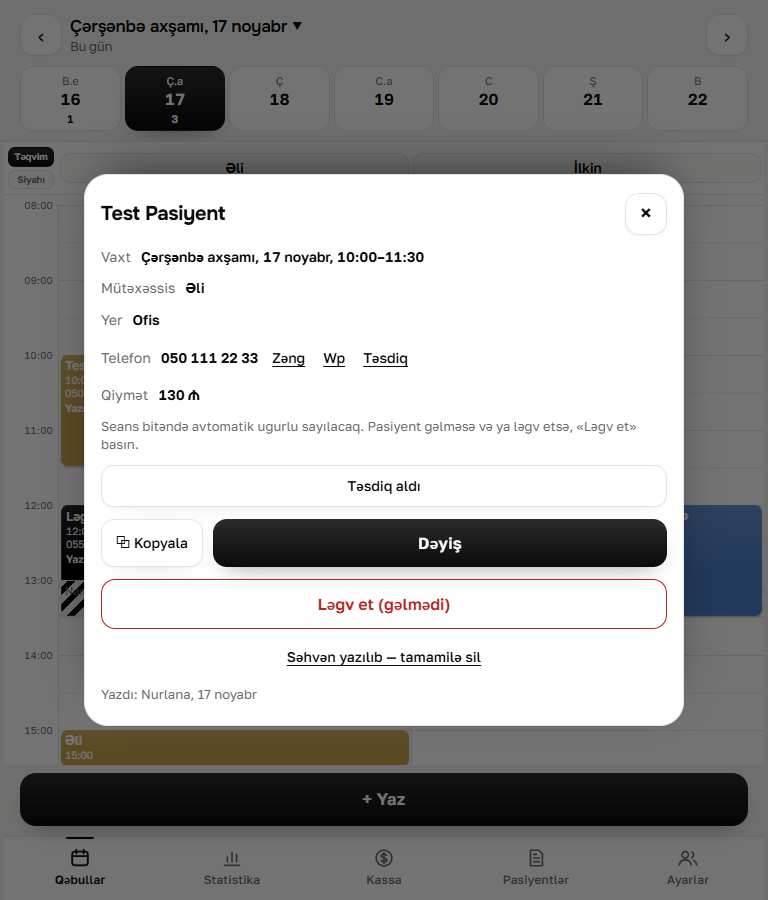 Çərşənbə axşamı, 17 noyabr ▼
Bu gün
B.e
16
1
Ç.a
17
3
Ç
18
C.a
19
C
20
Ş
21
B
22
Təqvim
Siyahı
Əli
İlkin
08:00
09:00
10:00
11:00
12:00
13:00
14:00
15:00
Test Pasiyent
×
Vaxt Çərşənbə axşamı, 17 noyabr, 10:00–11:30
Mütəxəssis Əli
Yer Ofis
Telefon 050 111 22 33 Zəng Wp Təsdiq
Qiymət 130 ₼
Seans bitəndə avtomatik ugurlu sayılacaq. Pasiyent gəlməsə və ya ləgv etsə, «Ləgv et»
basın.
Təsdiq aldı
Kopyala
Dəyiş
Ləgv et (gəlmədi)
Səhvən yazılıb — tamamilə sil
Yazdı: Nurlana, 17 noyabr
Əli
15:00
+ Yaz
Qəbullar
Statistika
Kassa
Pasiyentlər
Ayarlar